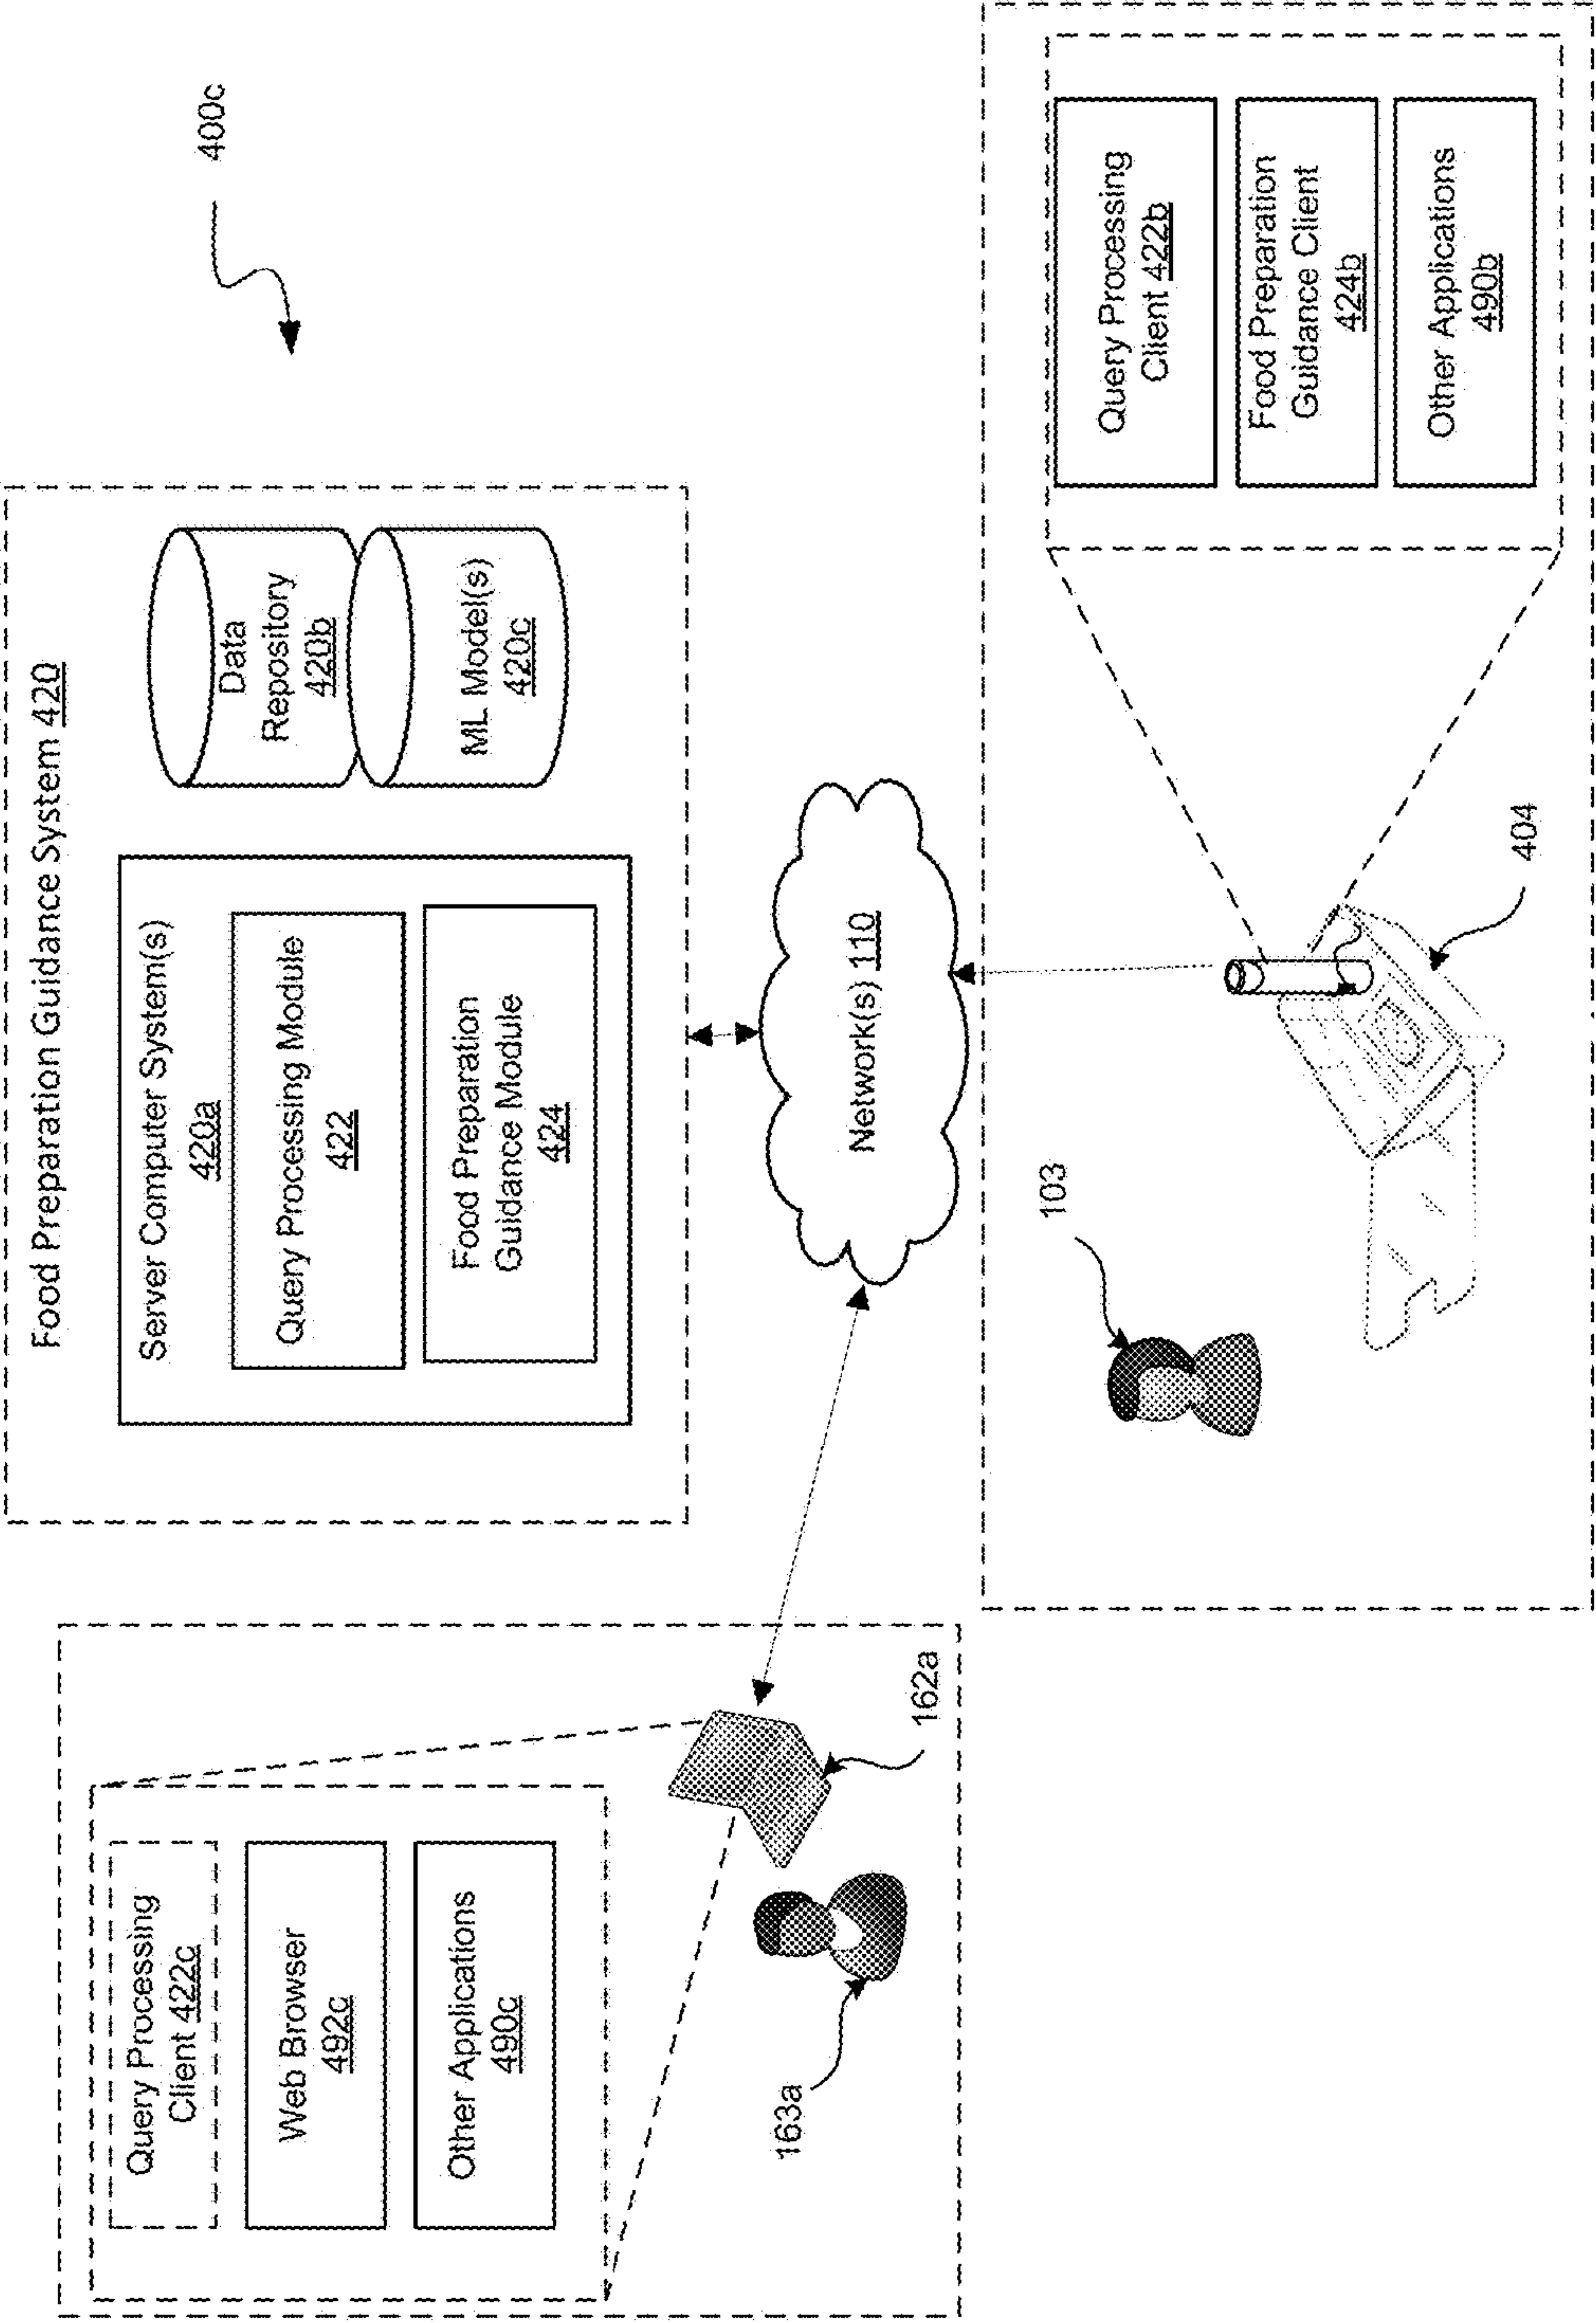 400c
Food Preparation Guidance System 420
Server Computer System(s)
420a
Query Processing Module
422
Food Preparation
Guidance Module
424
Data
Repository
420b
ML Model(s)
420c
Query Processing
Client 422c
Web Browser
492c
Other Applications
490c
162a
163a
Network(s) 110
103
404
Query Processing
Client 422b
Food Preparation
Guidance Client
424b
Other Applications
490b